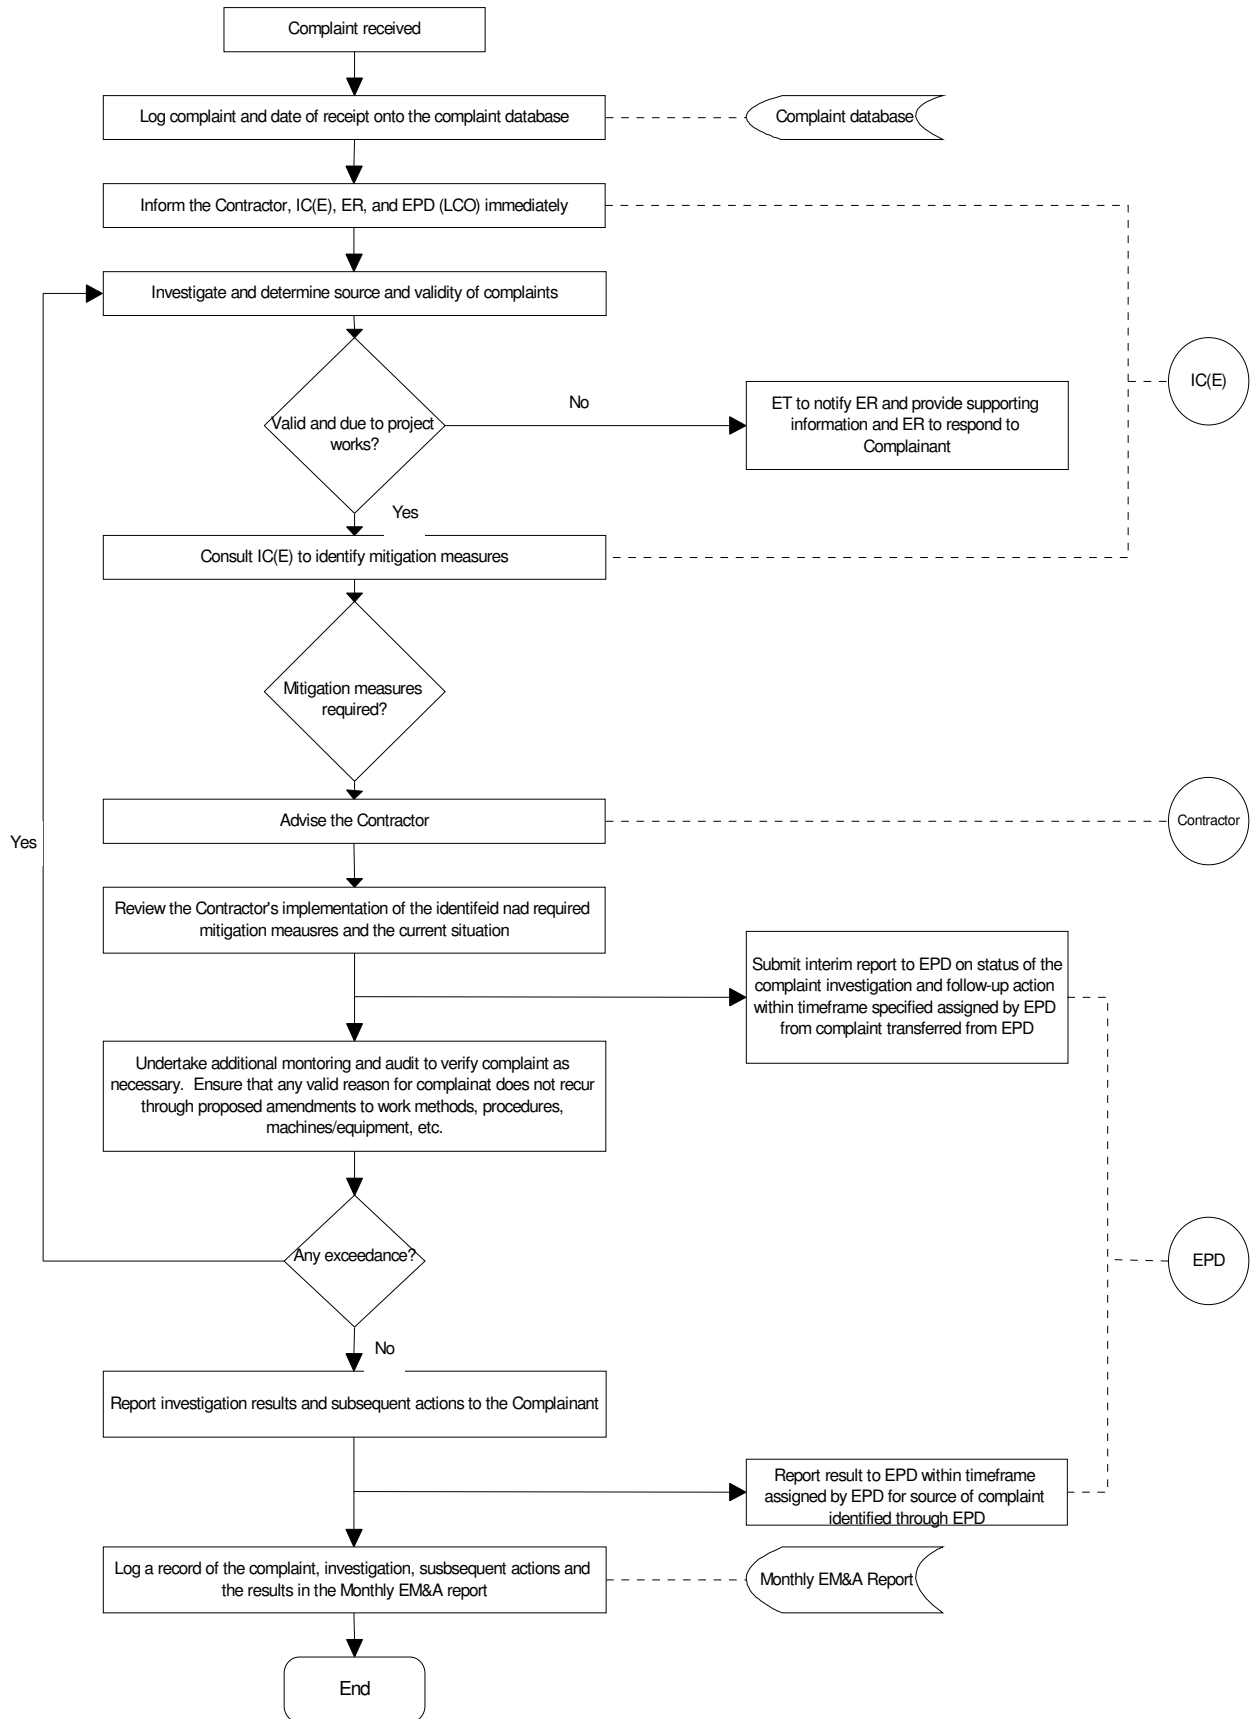 Complaint received
Log complaint and date of receipt onto the complaint database
Complaint database
Inform the Contractor, IC(E), ER, and EPD (LCO) immediately
Investigate and determine source and validity of complaints
IC(E)
Valid and due to project
works?
No
ET to notify ER and provide supporting
information and ER to respond to
Complainant
Yes
Consult IC(E) to identify mitigation measures
Mitigation measures
required?
Advise the Contractor
Contractor
Yes
Review the Contractor's implementation of the identifeid nad required
mitigation meausres and the current situation
Submit interim report to EPD on status of the
complaint investigation and follow-up action
within timeframe specified assigned by EPD
from complaint transferred from EPD
Undertake additional montoring and audit to verify complaint as
necessary.  Ensure that any valid reason for complainat does not recur
through proposed amendments to work methods, procedures,
machines/equipment, etc.
Any exceedance?
EPD
No
Report investigation results and subsequent actions to the Complainant
Report result to EPD within timeframe
assigned by EPD for source of complaint
identified through EPD
Log a record of the complaint, investigation, susbsequent actions and
the results in the Monthly EM&A report
Monthly EM&A Report
End